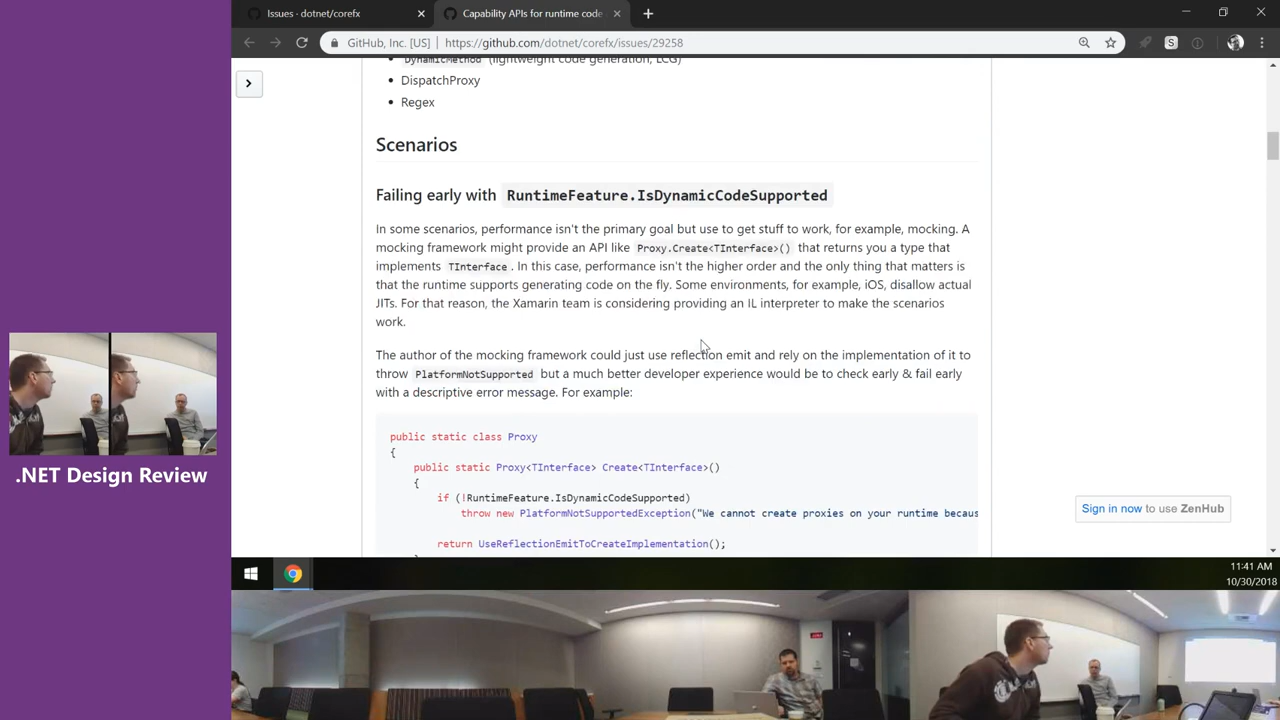 Issues · dotnet/corefx
Capability APIs for runtime code
GitHub, Inc. [US] | https://github.com/dotnet/corefx/issues/29258
DynamicMethod (lightweight code generation, LCG)
DispatchProxy
Regex
Scenarios
Failing early with RuntimeFeature.IsDynamicCodeSupported
In some scenarios, performance isn't the primary goal but use to get stuff to work, for example, mocking. A
mocking framework might provide an API like Proxy.Create<TInterface>() that returns you a type that
implements TInterface . In this case, performance isn't the higher order and the only thing that matters is
that the runtime supports generating code on the fly. Some environments, for example, iOS, disallow actual
JITs. For that reason, the Xamarin team is considering providing an IL interpreter to make the scenarios
work.
The author of the mocking framework could just use reflection emit and rely on the implementation of it to
throw PlatformNotSupported but a much better developer experience would be to check early & fail early
with a descriptive error message. For example:
public static class Proxy
{
public static Proxy<TInterface> Create<TInterface>()
{
if (!RuntimeFeature.IsDynamicCodeSupported)
throw new PlatformNotSupportedException("We cannot create proxies on your runtime becaus
return UseReflectionEmitToCreateImplementation();
.NET Design Review
Sign in now to use ZenHub
11:41 AM
10/30/2018